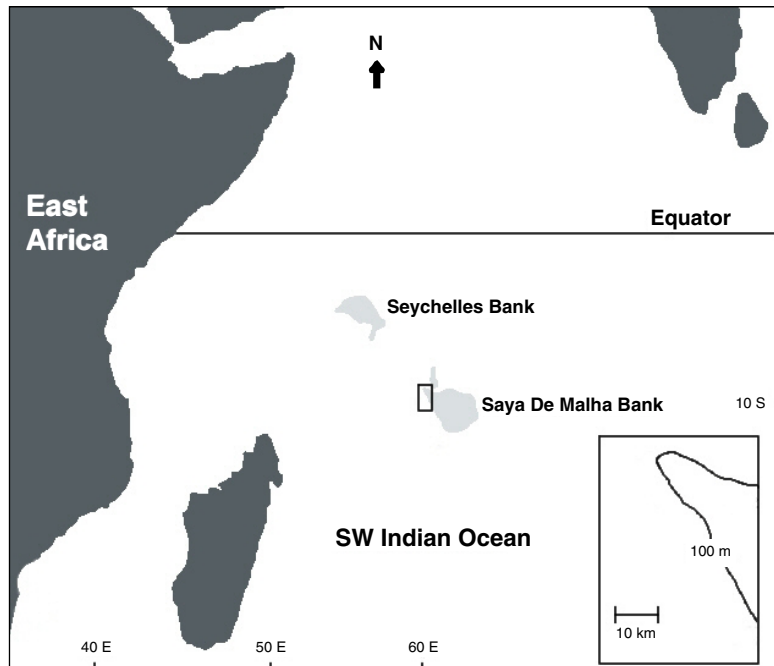 N
East
Africa
Equator
Seychelles Bank
Saya De Malha Bank
10 S
SW Indian Ocean
100 m
10 km
40 E
50 E
60 E